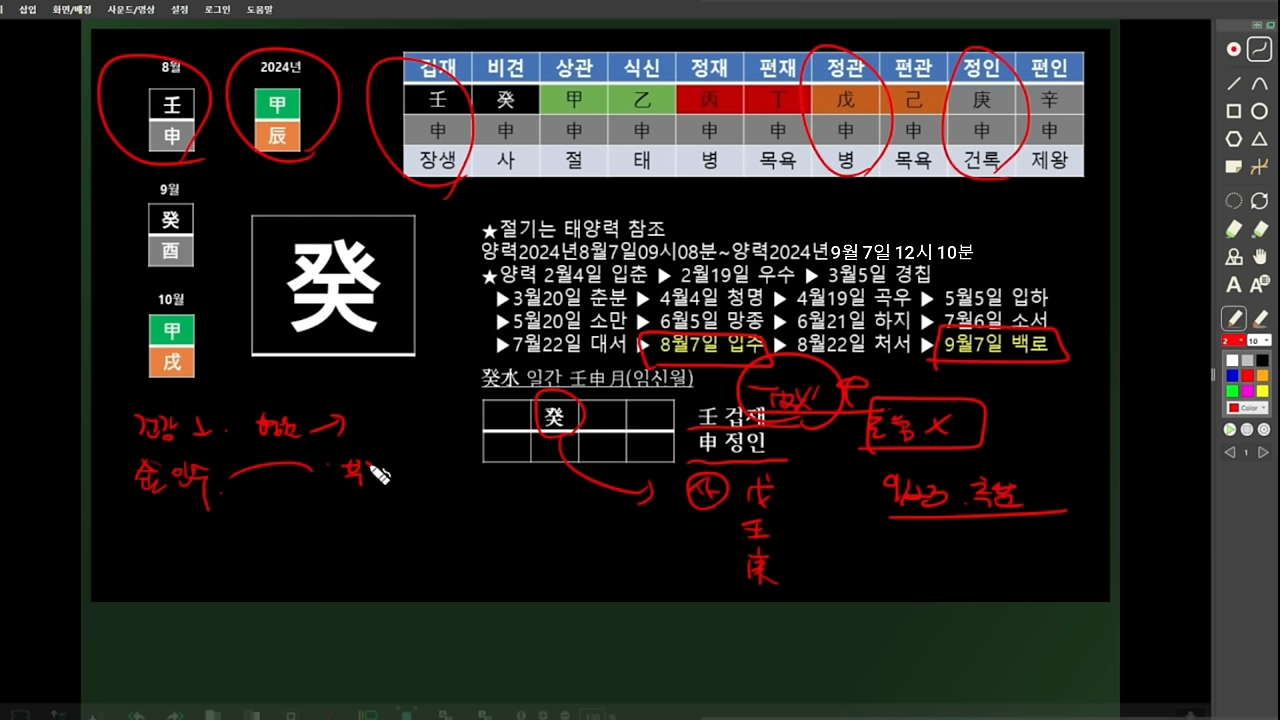 삽입 화면/배경 사운드/영상 설정 로그인 도움말
8월
壬
申
2024년
甲
辰
9월
癸
酉
10월
甲
戌
겁재 비견 상관 식신 정재 편재 정관 편관 정인 편인
壬 癸 甲 乙 丙 丁 戊 己 庚 辛
申 申 申 申 申 申 申 申 申 申
장생 사 절 태 병 목욕 병 목욕 건록 제왕
癸
★절기는 태양력 참조
양력2024년8월7일09시08분~양력2024년9월 7일 12시 10분
★양력 2월4일 입춘 ▶ 2월19일 우수 ▶ 3월5일 경칩
▶3월20일 춘분 ▶ 4월4일 청명 ▶ 4월19일 곡우 ▶ 5월5일 입하
▶5월20일 소만 ▶ 6월5일 망종 ▶ 6월21일 하지 ▶ 7월6일 소서
▶7월22일 대서 ▶ 8월7일 입추 ▶ 8월22일 처서 ▶ 9월7일 백로
癸水 일간 壬申月(임신월)
癸
壬 겁재
申 정인
사 戊
壬
庚
2 10
Color
1